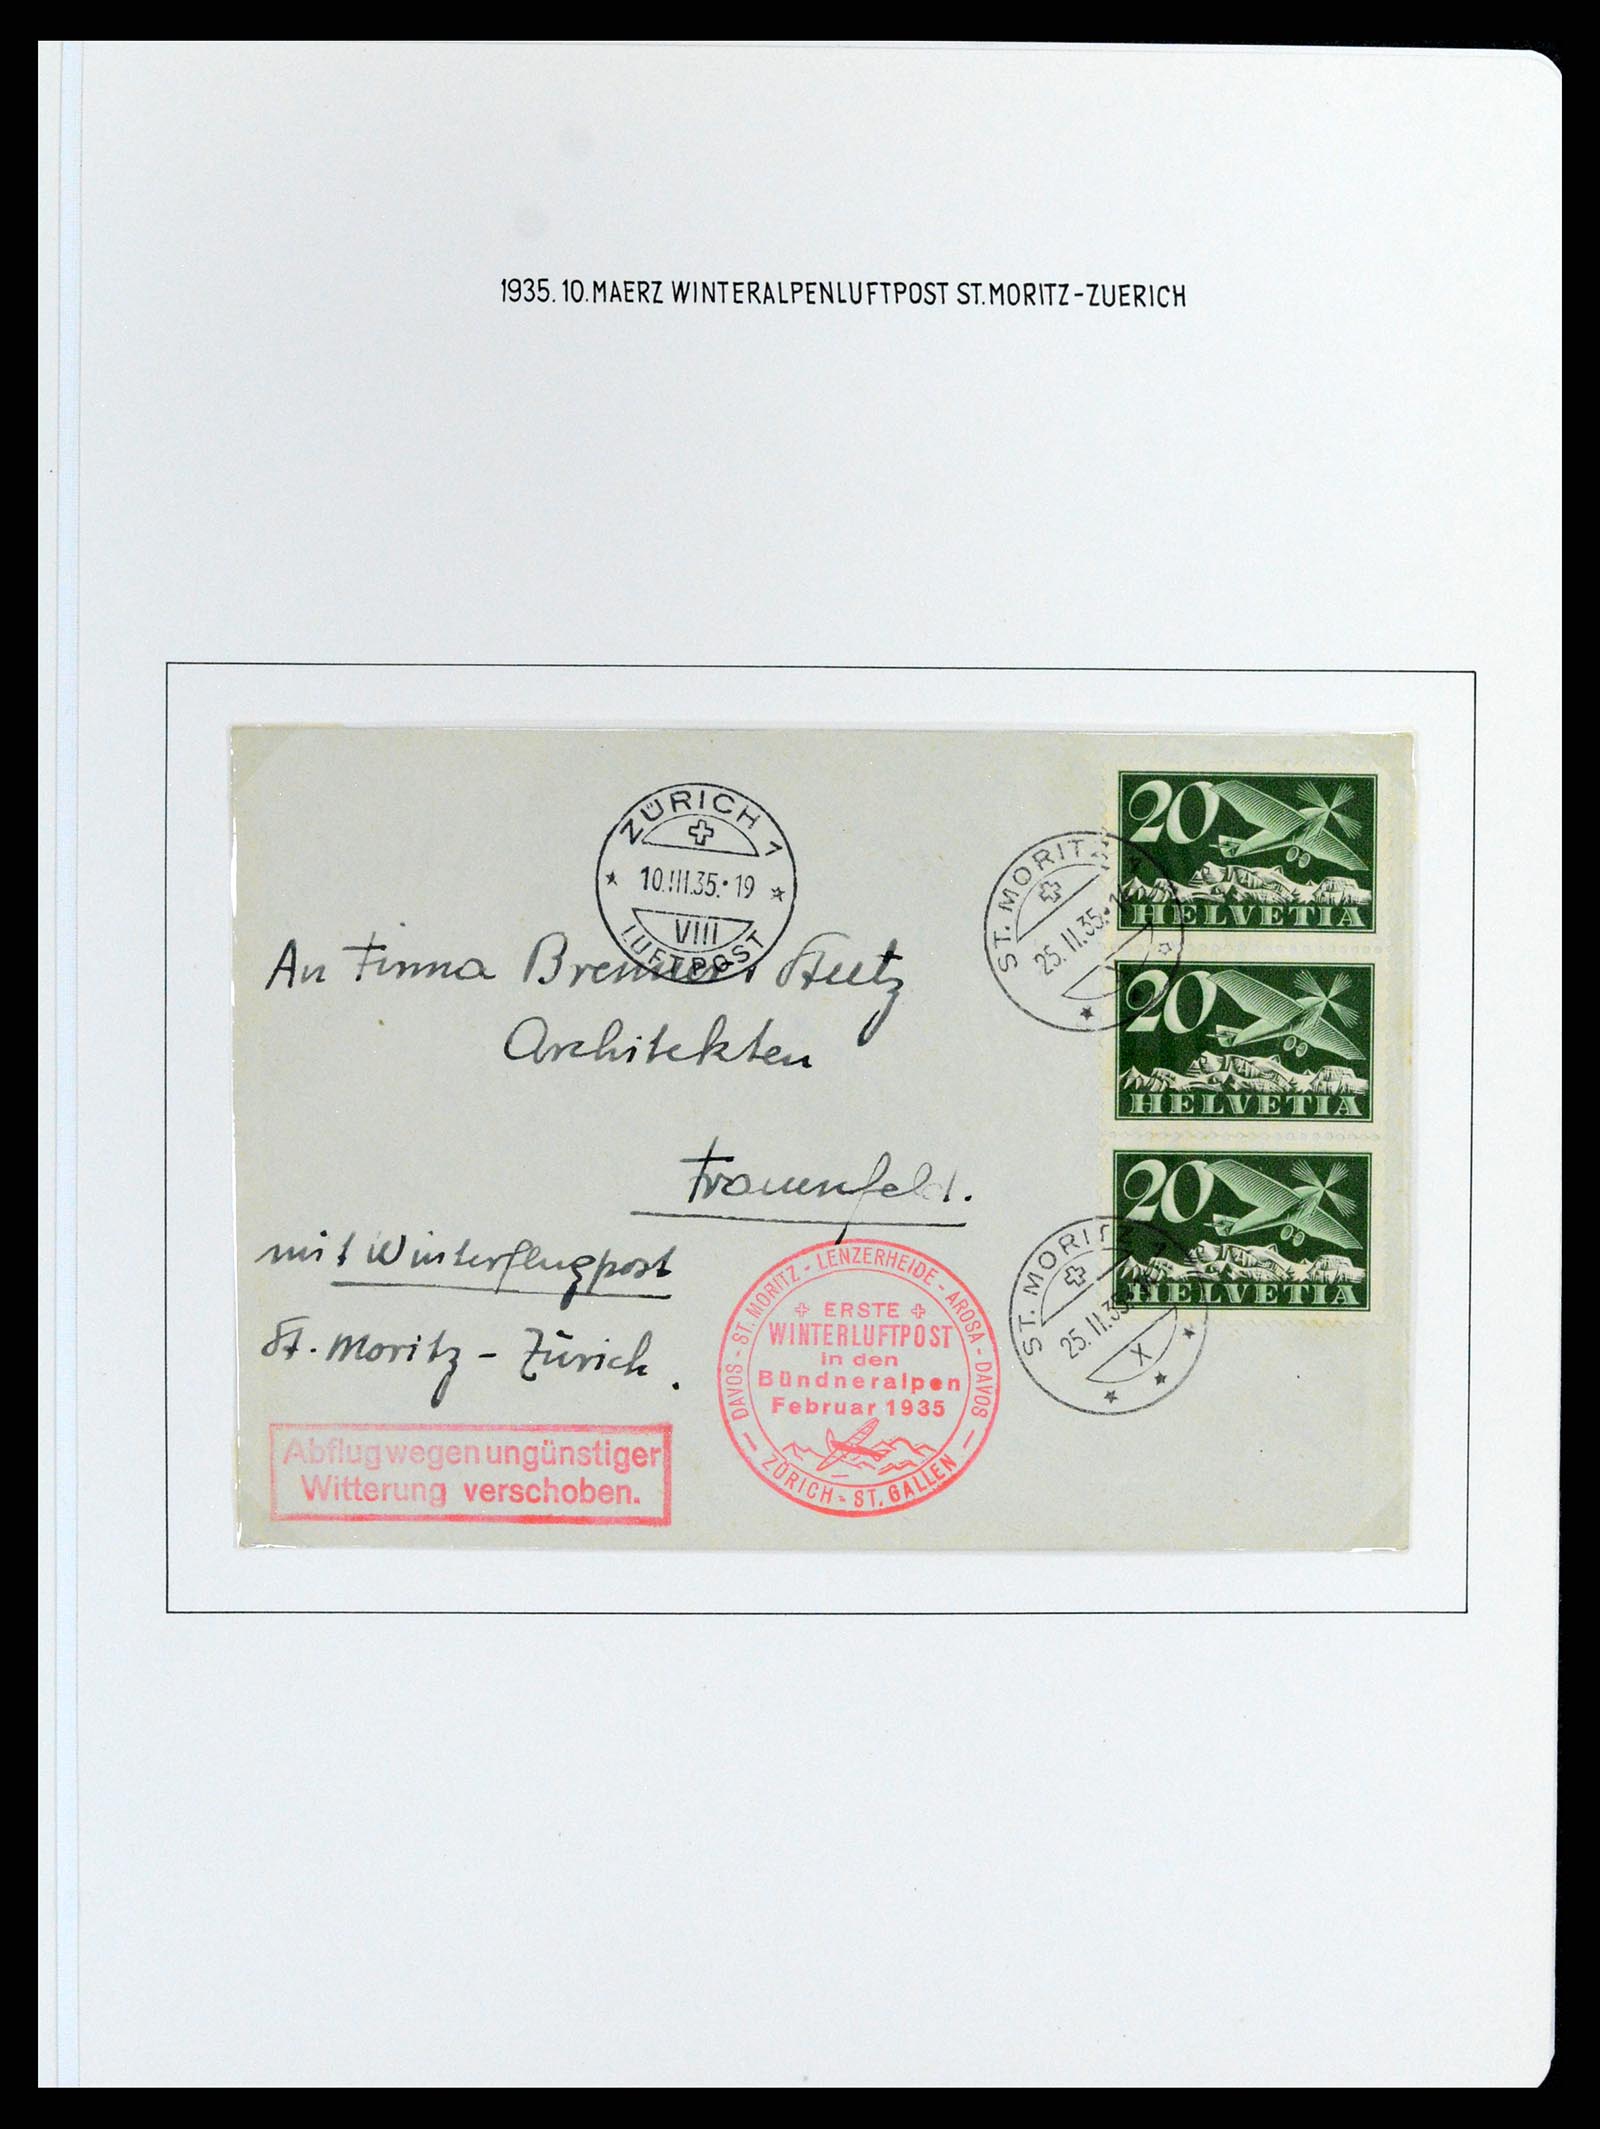 1935. 10. MAERZ WINTERALPENLUFTPOST ST. MORITZ-ZUERICH
ZÜRICH 1
10.III.35.·19
VIII
LUFTPOST
An Firma Brenner & Stutz
Architekten
Frauenfeld.
mit Winterflugpost
St. Moritz - Zürich.
Abflug wegen ungünstiger
Witterung verschoben.
DAVOS - ST. MORITZ - LENZERHEIDE - AROSA - DAVOS
ERSTE
WINTERLUFTPOST
in den
Bündneralpen
Februar 1935
ZÜRICH - ST. GALLEN
20
HELVETIA
20
HELVETIA
20
HELVETIA
ST. MORITZ
25.II.35.
ST. MORITZ
25.II.35.
X